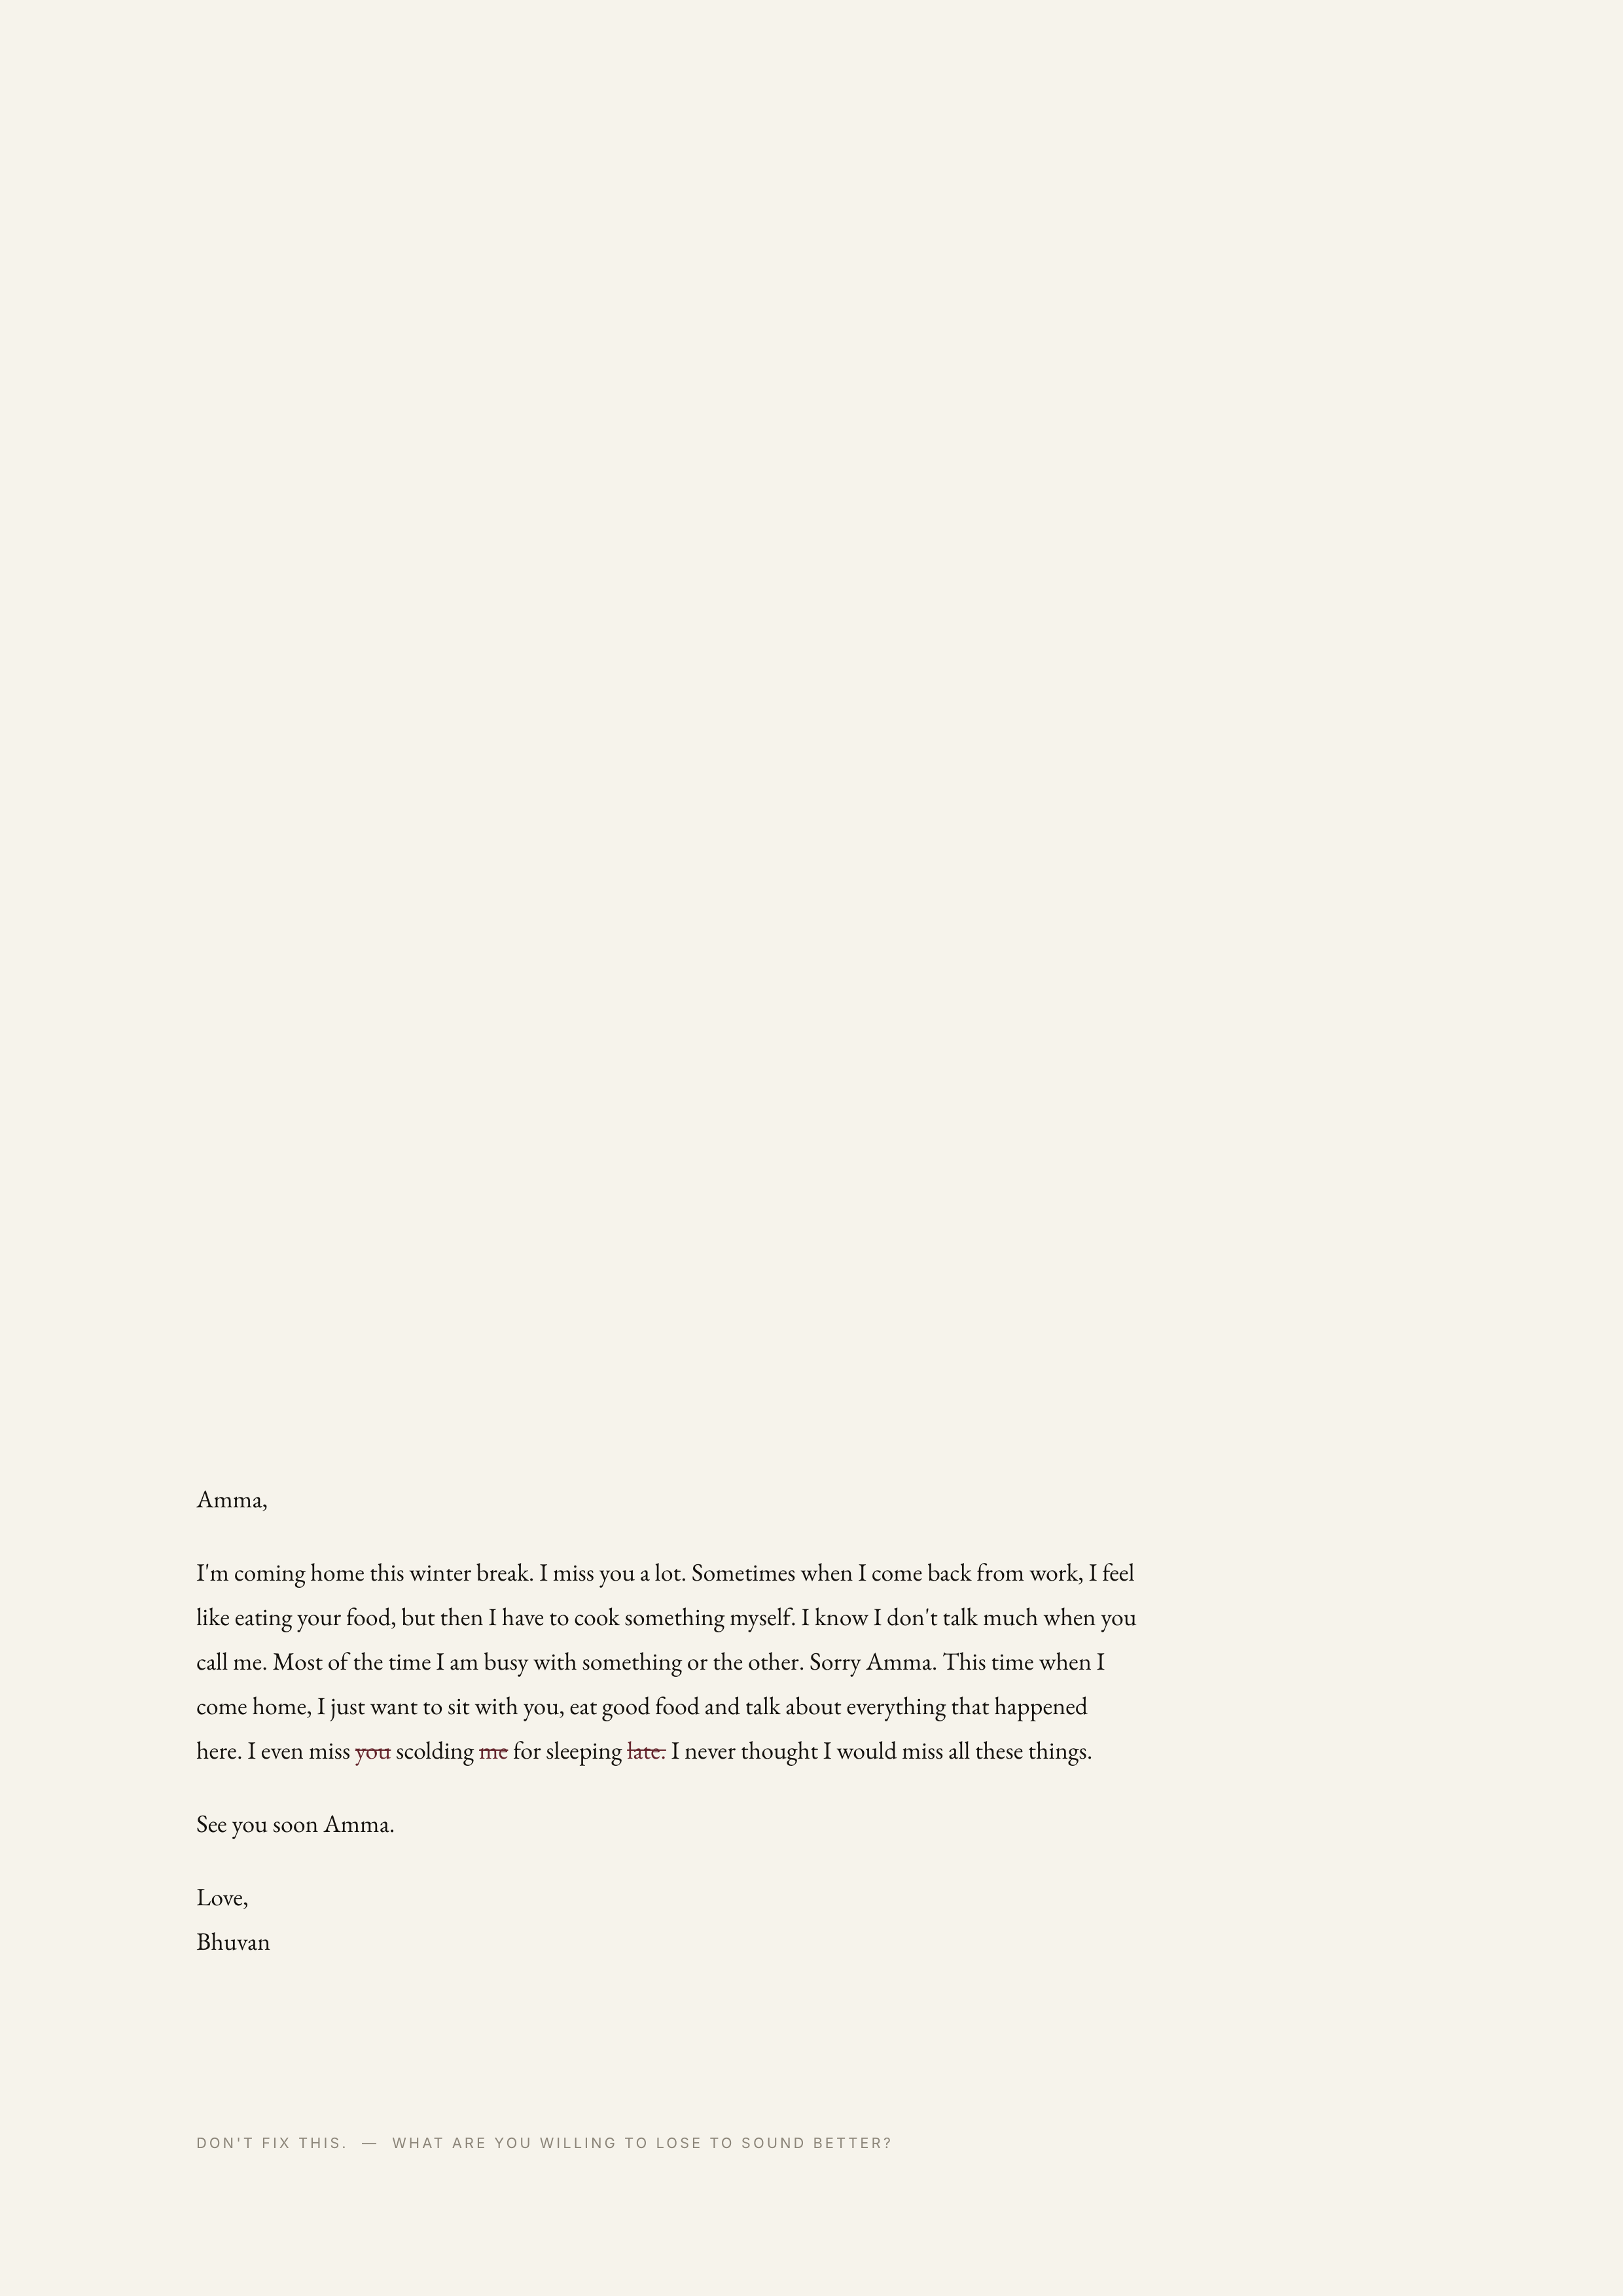 Amma,
I'm coming home this winter break. I miss you a lot. Sometimes when I come back from work, I feel
like eating your food, but then I have to cook something myself. I know I don't talk much when you
call me. Most of the time I am busy with something or the other. Sorry Amma. This time when I
come home, I just want to sit with you, eat good food and talk about everything that happened
here. I even miss you scolding me for sleeping late. I never thought I would miss all these things.
See you soon Amma.
Love,
Bhuvan
DON'T FIX THIS. — WHAT ARE YOU WILLING TO LOSE TO SOUND BETTER?